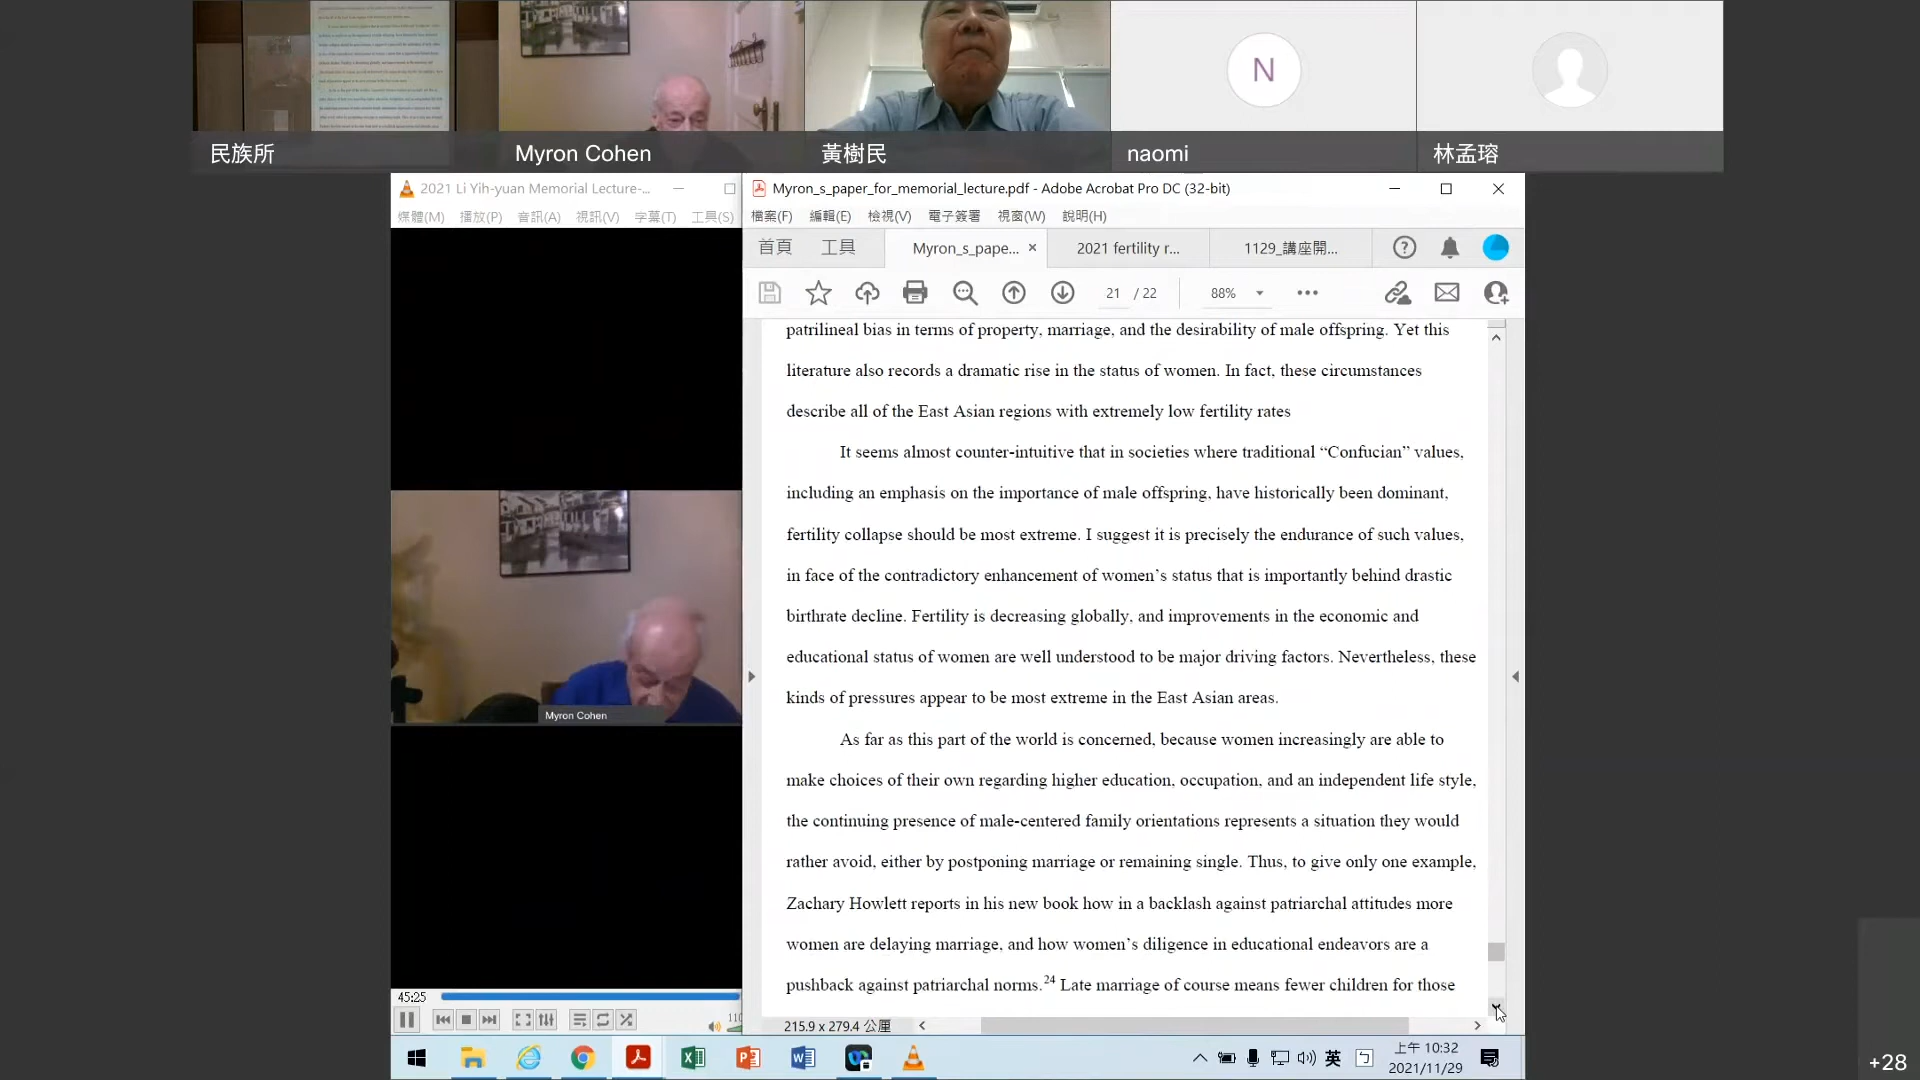 民族所
Myron Cohen
黃樹民
N
naomi
林孟瑢
2021 Li Yih-yuan Memorial Lecture-...
媒體(M) 播放(P) 音訊(A) 視訊(V) 字幕(T) 工具(S)
Myron Cohen
45:25
Myron_s_paper_for_memorial_lecture.pdf - Adobe Acrobat Pro DC (32-bit)
檔案(F) 編輯(E) 檢視(V) 電子簽署 視窗(W) 說明(H)
首頁 工具 Myron_s_pape... × 2021 fertility r... 1129_講座開...
21 / 22 88%
patrilineal bias in terms of property, marriage, and the desirability of male offspring. Yet this
literature also records a dramatic rise in the status of women. In fact, these circumstances
describe all of the East Asian regions with extremely low fertility rates
It seems almost counter-intuitive that in societies where traditional “Confucian” values,
including an emphasis on the importance of male offspring, have historically been dominant,
fertility collapse should be most extreme. I suggest it is precisely the endurance of such values,
in face of the contradictory enhancement of women’s status that is importantly behind drastic
birthrate decline. Fertility is decreasing globally, and improvements in the economic and
educational status of women are well understood to be major driving factors. Nevertheless, these
kinds of pressures appear to be most extreme in the East Asian areas.
As far as this part of the world is concerned, because women increasingly are able to
make choices of their own regarding higher education, occupation, and an independent life style,
the continuing presence of male-centered family orientations represents a situation they would
rather avoid, either by postponing marriage or remaining single. Thus, to give only one example,
Zachary Howlett reports in his new book how in a backlash against patriarchal attitudes more
women are delaying marriage, and how women’s diligence in educational endeavors are a
pushback against patriarchal norms.24 Late marriage of course means fewer children for those
215.9 x 279.4 公厘
英
上午 10:32
2021/11/29
+28